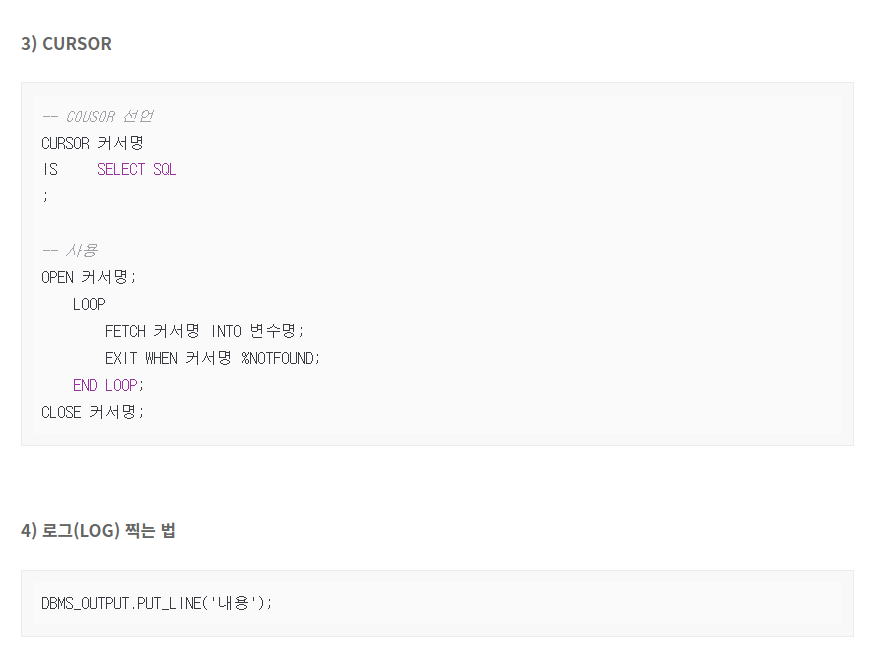 3) CURSOR
-- COUSOR 선언
CURSOR 커서명
IS     SELECT SQL
;
-- 사용
OPEN 커서명;
    LOOP
        FETCH 커서명 INTO 변수명;
        EXIT WHEN 커서명 %NOTFOUND;
    END LOOP;
CLOSE 커서명;
4) 로그(LOG) 찍는 법
DBMS_OUTPUT.PUT_LINE('내용');